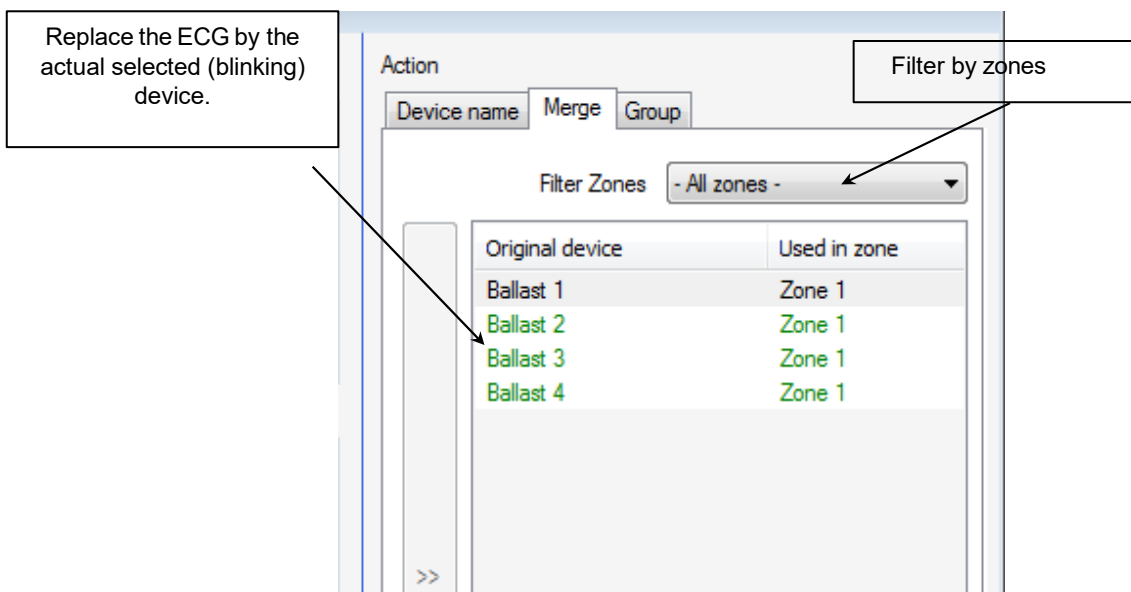 Replace the ECG by the
actual selected (blinking)
device.
Filter by zones
Action
Device name Merge Group
Filter Zones - All zones -
Original device Used in zone
Ballast 1 Zone 1
Ballast 2 Zone 1
Ballast 3 Zone 1
Ballast 4 Zone 1
>>